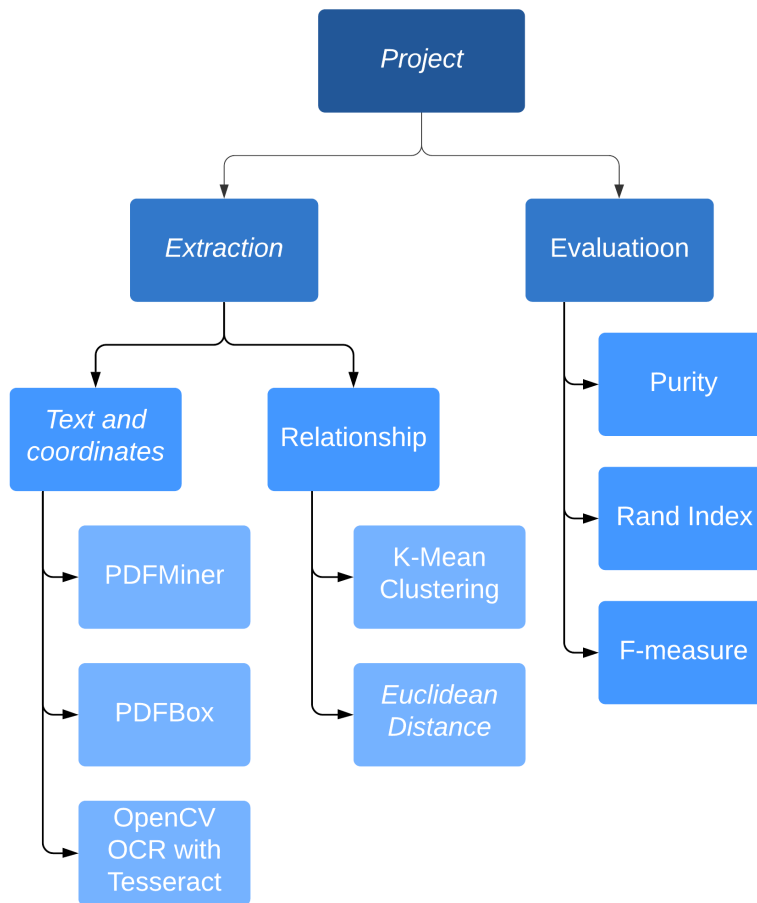 Project
Extraction
Evaluatioon
Text and
coordinates
Relationship
Purity
Rand Index
F-measure
PDFMiner
PDFBox
OpenCV
OCR with
Tesseract
K-Mean
Clustering
Euclidean
Distance